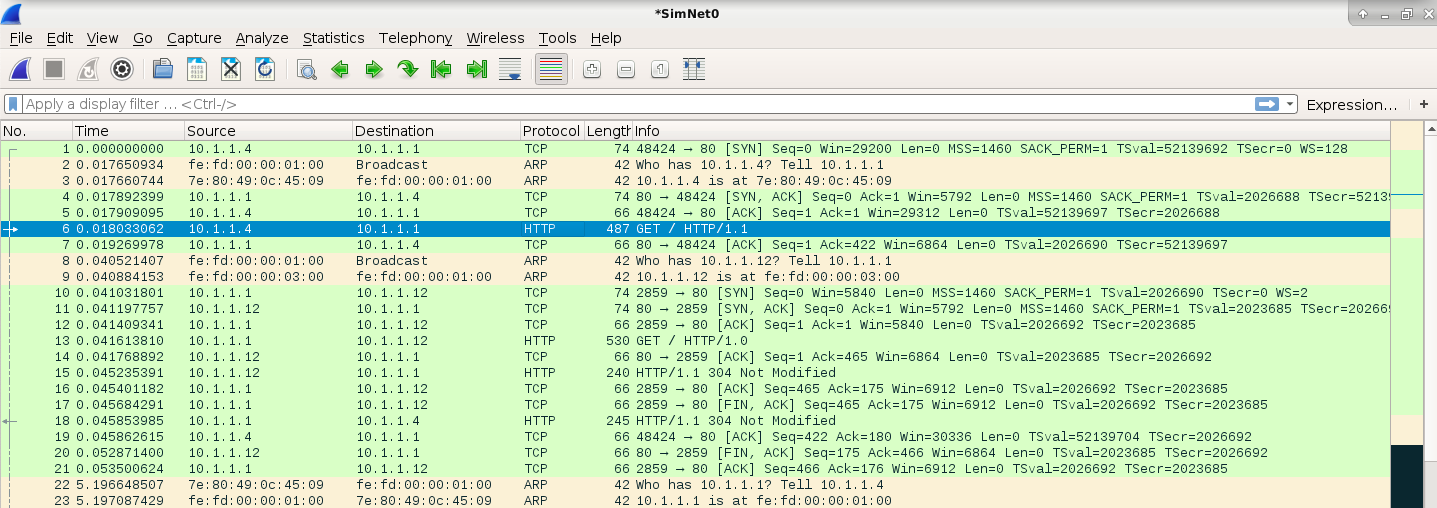 *SimNet0
File Edit View Go Capture Analyze Statistics Telephony Wireless Tools Help
Apply a display filter … <Ctrl-/> Expression… +
No. Time Source Destination Protocol Length Info
1 0.000000000 10.1.1.4 10.1.1.1 TCP 74 48424 → 80 [SYN] Seq=0 Win=29200 Len=0 MSS=1460 SACK_PERM=1 TSval=52139692 TSecr=0 WS=128
2 0.017650934 fe:fd:00:00:01:00 Broadcast ARP 42 Who has 10.1.1.4? Tell 10.1.1.1
3 0.017660744 7e:80:49:0c:45:09 fe:fd:00:00:01:00 ARP 42 10.1.1.4 is at 7e:80:49:0c:45:09
4 0.017892399 10.1.1.1 10.1.1.4 TCP 74 80 → 48424 [SYN, ACK] Seq=0 Ack=1 Win=5792 Len=0 MSS=1460 SACK_PERM=1 TSval=2026688 TSecr=5213
5 0.017909095 10.1.1.4 10.1.1.1 TCP 66 48424 → 80 [ACK] Seq=1 Ack=1 Win=29312 Len=0 TSval=52139697 TSecr=2026688
6 0.018033062 10.1.1.4 10.1.1.1 HTTP 487 GET / HTTP/1.1
7 0.019269978 10.1.1.1 10.1.1.4 TCP 66 80 → 48424 [ACK] Seq=1 Ack=422 Win=6864 Len=0 TSval=2026690 TSecr=52139697
8 0.040521407 fe:fd:00:00:01:00 Broadcast ARP 42 Who has 10.1.1.12? Tell 10.1.1.1
9 0.040884153 fe:fd:00:00:03:00 fe:fd:00:00:01:00 ARP 42 10.1.1.12 is at fe:fd:00:00:03:00
10 0.041031801 10.1.1.1 10.1.1.12 TCP 74 2859 → 80 [SYN] Seq=0 Win=5840 Len=0 MSS=1460 SACK_PERM=1 TSval=2026690 TSecr=0 WS=2
11 0.041197757 10.1.1.12 10.1.1.1 TCP 74 80 → 2859 [SYN, ACK] Seq=0 Ack=1 Win=5792 Len=0 MSS=1460 SACK_PERM=1 TSval=2023685 TSecr=2026
12 0.041409341 10.1.1.1 10.1.1.12 TCP 66 2859 → 80 [ACK] Seq=1 Ack=1 Win=5840 Len=0 TSval=2026692 TSecr=2023685
13 0.041613810 10.1.1.1 10.1.1.12 HTTP 530 GET / HTTP/1.0
14 0.041768892 10.1.1.12 10.1.1.1 TCP 66 80 → 2859 [ACK] Seq=1 Ack=465 Win=6864 Len=0 TSval=2023685 TSecr=2026692
15 0.045235391 10.1.1.12 10.1.1.1 HTTP 240 HTTP/1.1 304 Not Modified
16 0.045401182 10.1.1.1 10.1.1.12 TCP 66 2859 → 80 [ACK] Seq=465 Ack=175 Win=6912 Len=0 TSval=2026692 TSecr=2023685
17 0.045684291 10.1.1.1 10.1.1.12 TCP 66 2859 → 80 [FIN, ACK] Seq=465 Ack=175 Win=6912 Len=0 TSval=2026692 TSecr=2023685
18 0.045853985 10.1.1.1 10.1.1.4 HTTP 245 HTTP/1.1 304 Not Modified
19 0.045862615 10.1.1.4 10.1.1.1 TCP 66 48424 → 80 [ACK] Seq=422 Ack=180 Win=30336 Len=0 TSval=52139704 TSecr=2026692
20 0.052871400 10.1.1.12 10.1.1.1 TCP 66 80 → 2859 [FIN, ACK] Seq=175 Ack=466 Win=6864 Len=0 TSval=2023685 TSecr=2026692
21 0.053500624 10.1.1.1 10.1.1.12 TCP 66 2859 → 80 [ACK] Seq=466 Ack=176 Win=6912 Len=0 TSval=2026692 TSecr=2023685
22 5.196648507 7e:80:49:0c:45:09 fe:fd:00:00:01:00 ARP 42 Who has 10.1.1.1? Tell 10.1.1.4
23 5.197087429 fe:fd:00:00:01:00 7e:80:49:0c:45:09 ARP 42 10.1.1.1 is at fe:fd:00:00:01:00